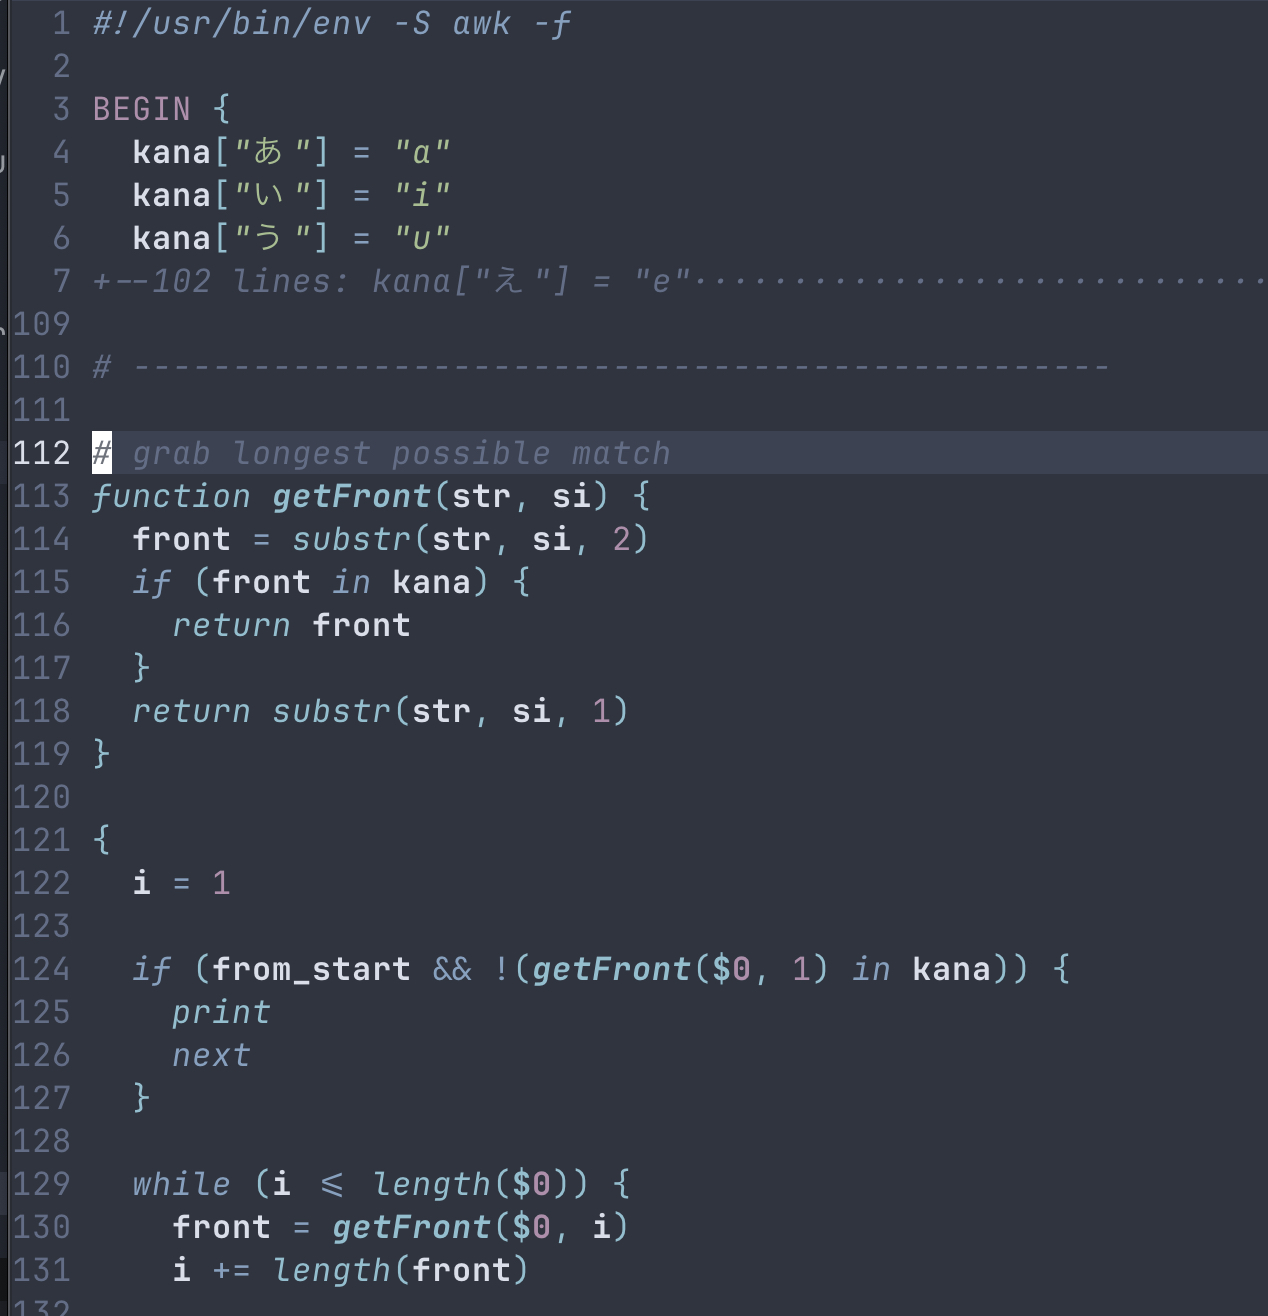 1 #!/usr/bin/env -S awk -f
2
3 BEGIN {
4   kana["あ"] = "a"
5   kana["い"] = "i"
6   kana["う"] = "u"
7 +--102 lines: kana["え"] = "e"·····························
109
110 # -------------------------------------------------
111
112 # grab longest possible match
113 function getFront(str, si) {
114   front = substr(str, si, 2)
115   if (front in kana) {
116     return front
117   }
118   return substr(str, si, 1)
119 }
120
121 {
122   i = 1
123
124   if (from_start && !(getFront($0, 1) in kana)) {
125     print
126     next
127   }
128
129   while (i <= length($0)) {
130     front = getFront($0, i)
131     i += length(front)
132